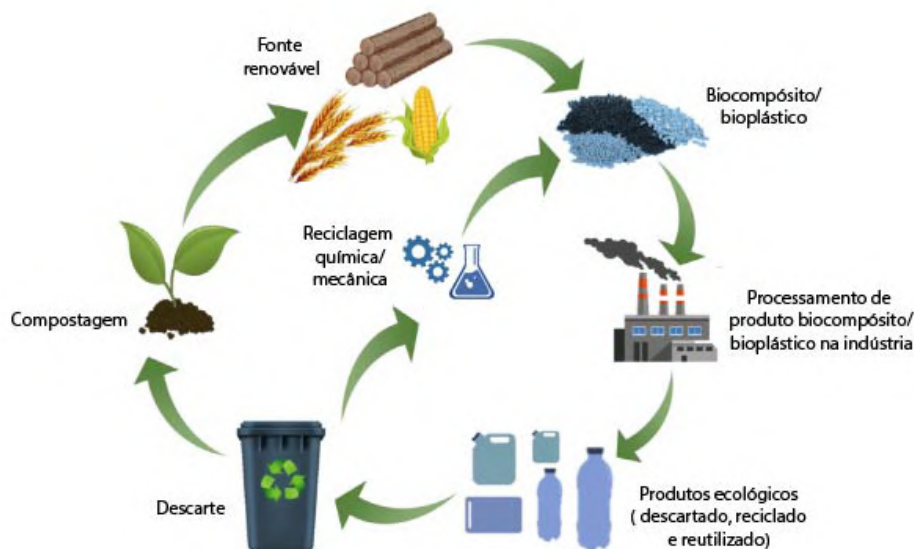 Fonte
renovável
Biocompósito/
bioplástico
Reciclagem
química/
mecânica
Compostagem
Processamento de
produto biocompósito/
bioplástico na indústria
Descarte
Produtos ecológicos
( descartado, reciclado
e reutilizado)